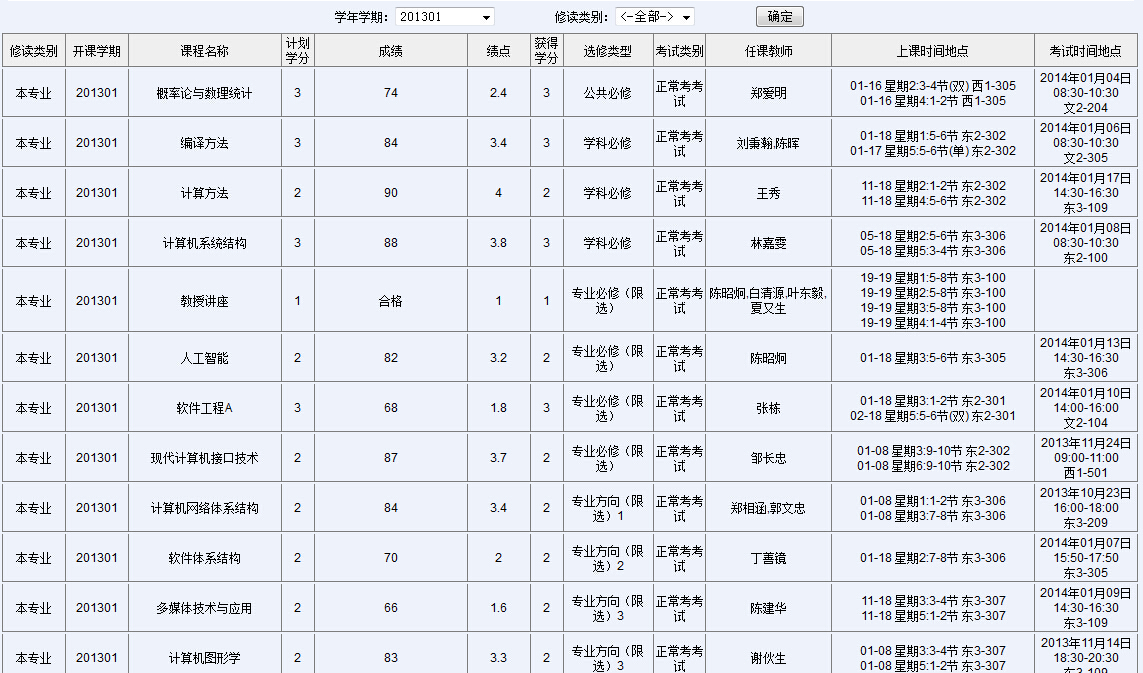 学年学期: 201301 修读类别: <-全部-> 确定
修读类别 开课学期 课程名称 计划学分 成绩 绩点 获得学分 选修类型 考试类别 任课教师 上课时间地点 考试时间地点
本专业 201301 概率论与数理统计 3 74 2.4 3 公共必修 正常考考试 郑爱明 01-16 星期2:3-4节(双) 西1-305 01-16 星期4:1-2节 西1-305 2014年01月04日 08:30-10:30 文2-204
本专业 201301 编译方法 3 84 3.4 3 学科必修 正常考考试 刘秉瀚,陈晖 01-18 星期1:5-6节 东2-302 01-17 星期5:5-6节(单) 东2-302 2014年01月06日 08:30-10:30 文2-305
本专业 201301 计算方法 2 90 4 2 学科必修 正常考考试 王秀 11-18 星期2:1-2节 东2-302 11-18 星期4:5-6节 东2-302 2014年01月17日 14:30-16:30 东3-109
本专业 201301 计算机系统结构 3 88 3.8 3 学科必修 正常考考试 林嘉雯 05-18 星期2:5-6节 东3-306 05-18 星期5:3-4节 东3-306 2014年01月08日 08:30-10:30 东2-100
本专业 201301 教授讲座 1 合格 1 1 专业必修（限选） 正常考考试 陈昭炯,白清源,叶东毅,夏又生 19-19 星期1:5-8节 东3-100 19-19 星期2:5-8节 东3-100 19-19 星期3:5-8节 东3-100 19-19 星期4:1-4节 东3-100
本专业 201301 人工智能 2 82 3.2 2 专业必修（限选） 正常考考试 陈昭炯 01-18 星期3:5-6节 东3-305 2014年01月13日 14:30-16:30 东3-306
本专业 201301 软件工程A 3 68 1.8 3 专业必修（限选） 正常考考试 张栋 01-18 星期3:1-2节 东2-301 02-18 星期5:5-6节(双) 东2-301 2014年01月10日 14:00-16:00 文2-104
本专业 201301 现代计算机接口技术 2 87 3.7 2 专业必修（限选） 正常考考试 邹长忠 01-08 星期3:9-10节 东2-302 01-08 星期6:9-10节 东2-302 2013年11月24日 09:00-11:00 西1-501
本专业 201301 计算机网络体系结构 2 84 3.4 2 专业方向（限选）1 正常考考试 郑相涵,郭文忠 01-08 星期1:1-2节 东3-306 01-08 星期3:7-8节 东3-306 2013年10月23日 16:00-18:00 东3-209
本专业 201301 软件体系结构 2 70 2 2 专业方向（限选）2 正常考考试 丁善镜 01-18 星期2:7-8节 东3-306 2014年01月07日 15:50-17:50 东3-305
本专业 201301 多媒体技术与应用 2 66 1.6 2 专业方向（限选）3 正常考考试 陈建华 11-18 星期3:3-4节 东3-307 11-18 星期5:1-2节 东3-307 2014年01月09日 14:30-16:30 东3-109
本专业 201301 计算机图形学 2 83 3.3 2 专业方向（限选）3 正常考考试 谢伙生 01-08 星期3:3-4节 东3-307 01-08 星期5:1-2节 东3-307 2013年11月14日 18:30-20:30